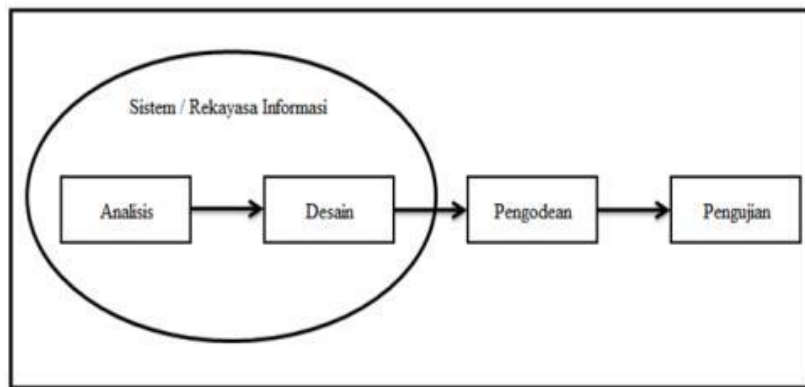 Sistem / Rekayasa Informasi
Analisis
Desain
Pengodean
Pengujian